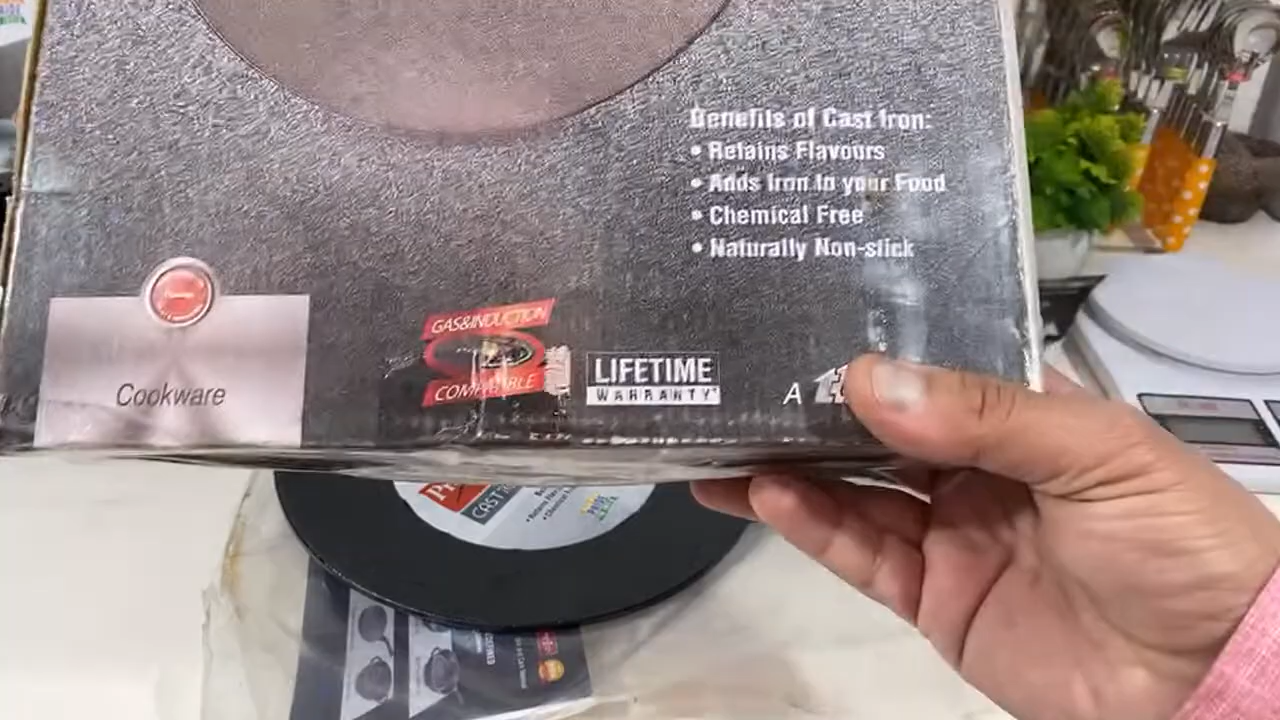 Benefits of Cast Iron:
• Retains Flavours
• Adds Iron to your Food
• Chemical Free
• Naturally Non-stick
Cookware
GAS&INDUCTION
COMPATIBLE
LIFETIME
WARRANTY*
A
CAST